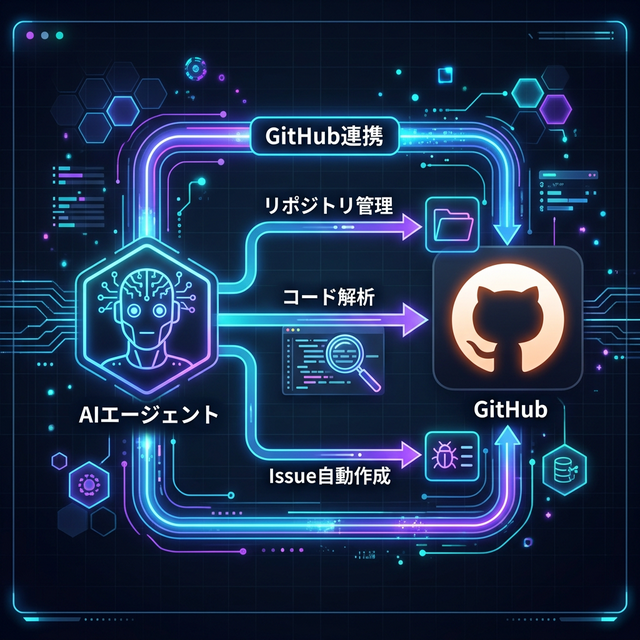 GitHub連携
リポジトリ管理
コード解析
AIエージェント
GitHub
Issue自動作成